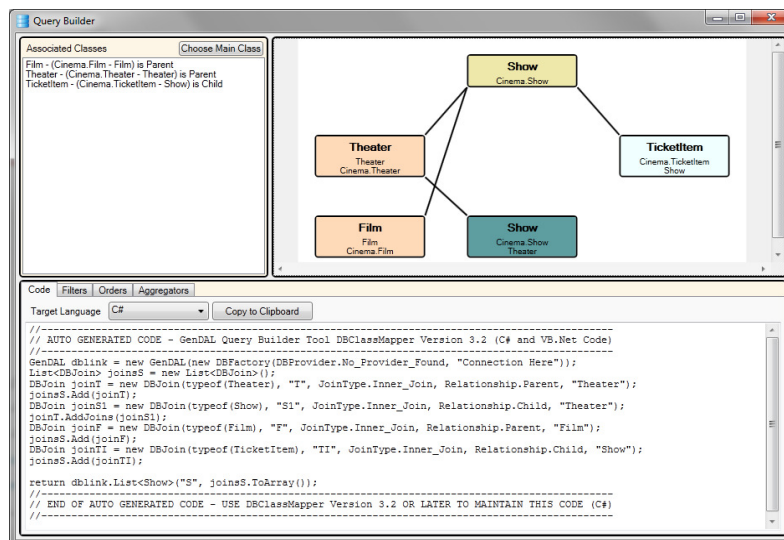 Query Builder
Associated Classes
Choose Main Class
Film - (Cinema.Film - Film) is Parent
Theater - (Cinema.Theater - Theater) is Parent
TicketItem - (Cinema.TicketItem - Show) is Child
Show
Cinema.Show
Theater
Theater
Cinema.Theater
TicketItem
Cinema.TicketItem
Show
Film
Film
Cinema.Film
Show
Cinema.Show
Theater
Code Filters Orders Aggregators
Target Language C# Copy to Clipboard
//------------------------------------------------------------------------------------
// AUTO GENERATED CODE - GenDAL Query Builder Tool DBClassMapper Version 3.2 (C# and VB.Net Code)
//------------------------------------------------------------------------------------
GenDAL dblink = new GenDAL(new DBFactory(DBProvider.No_Provider_Found, "Connection Here"));
List<DBJoin> joinsS = new List<DBJoin>();
DBJoin joinT = new DBJoin(typeof(Theater), "T", JoinType.Inner_Join, Relationship.Parent, "Theater");
joinsS.Add(joinT);
DBJoin joinS1 = new DBJoin(typeof(Show), "S1", JoinType.Inner_Join, Relationship.Child, "Theater");
joinT.AddJoins(joinS1);
DBJoin joinF = new DBJoin(typeof(Film), "F", JoinType.Inner_Join, Relationship.Parent, "Film");
joinsS.Add(joinF);
DBJoin joinTI = new DBJoin(typeof(TicketItem), "TI", JoinType.Inner_Join, Relationship.Child, "Show");
joinsS.Add(joinTI);
return dblink.List<Show>("S", joinsS.ToArray());
//------------------------------------------------------------------------------------
// END OF AUTO GENERATED CODE - USE DBClassMapper Version 3.2 OR LATER TO MAINTAIN THIS CODE (C#)
//------------------------------------------------------------------------------------